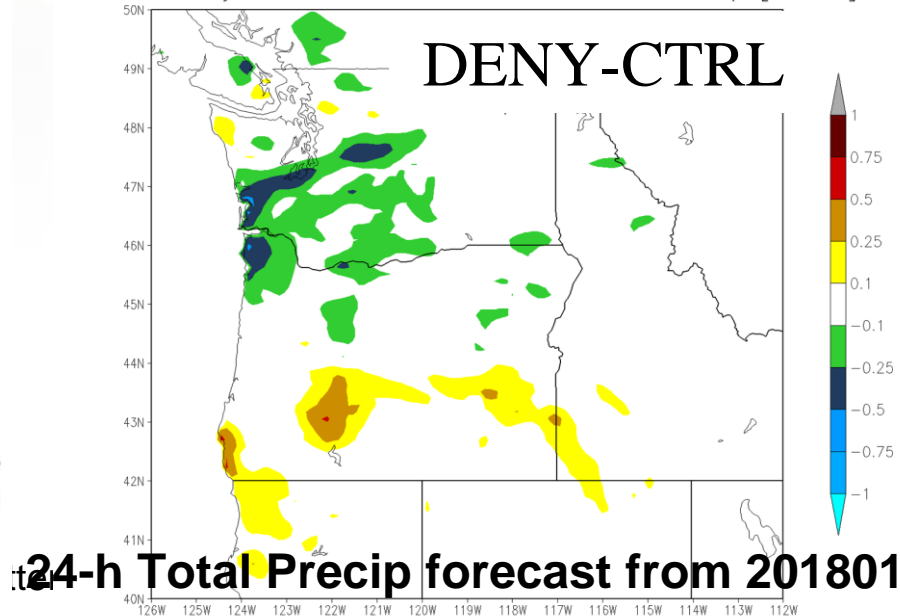 50N
DENY-CTRL
49N
48N
47N
46N
45N
44N
43N
42N
41N
40N
1
0.75
0.5
0.25
0.1
-0.1
-0.25
-0.5
-0.75
-1
24-h Total Precip forecast from 201801
126W 125W 124W 123W 122W 121W 120W 119W 118W 117W 116W 115W 114W 113W 112W